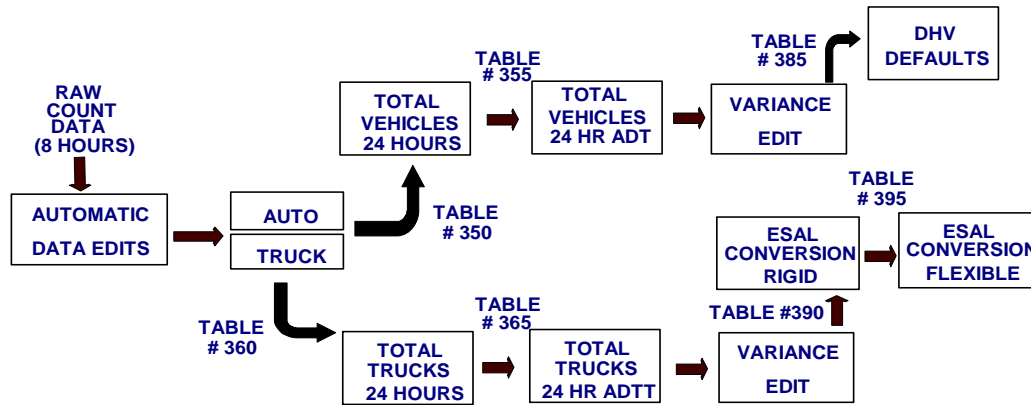 RAW
COUNT
DATA
(8 HOURS)
AUTOMATIC
DATA EDITS
AUTO
TRUCK
TABLE
# 350
TOTAL
VEHICLES
24 HOURS
TABLE
# 355
TOTAL
VEHICLES
24 HR ADT
VARIANCE
EDIT
TABLE
# 385
DHV
DEFAULTS
TABLE
# 360
TOTAL
TRUCKS
24 HOURS
TABLE
# 365
TOTAL
TRUCKS
24 HR ADTT
VARIANCE
EDIT
TABLE #390
ESAL
CONVERSION
RIGID
TABLE
# 395
ESAL
CONVERSION
FLEXIBLE